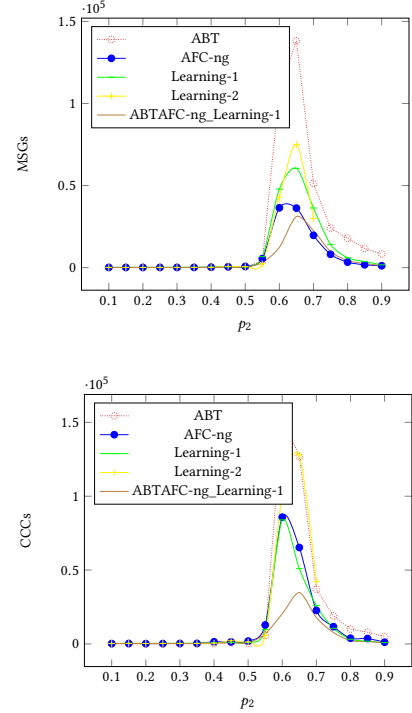 ·10^5
1.5
1
0.5
0
MSGs
ABT
AFC-ng
Learning-1
Learning-2
ABTAFC-ng_Learning-1
0.1 0.2 0.3 0.4 0.5 0.6 0.7 0.8 0.9
p2
·10^5
1.5
1
0.5
0
CCCs
ABT
AFC-ng
Learning-1
Learning-2
ABTAFC-ng_Learning-1
0.1 0.2 0.3 0.4 0.5 0.6 0.7 0.8 0.9
p2